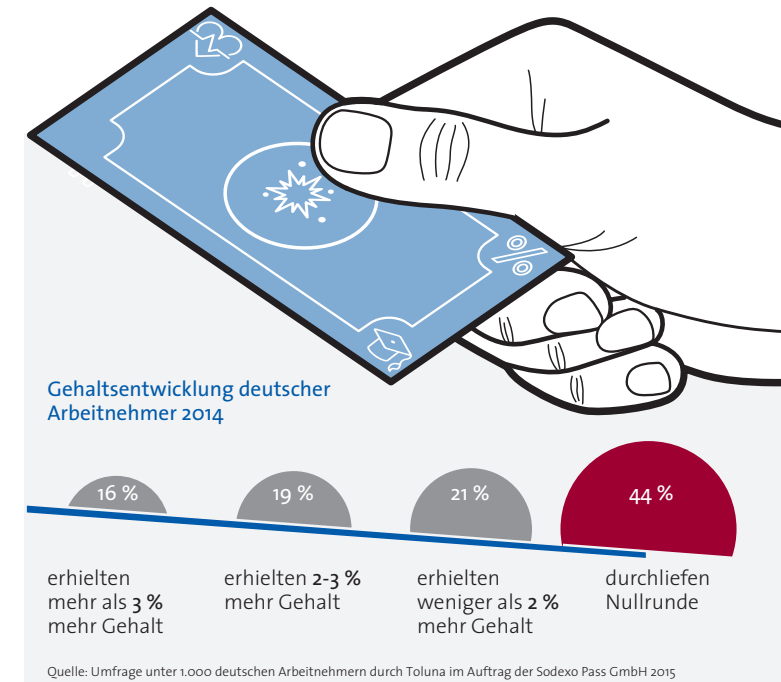 %
Gehaltsentwicklung deutscher
Arbeitnehmer 2014
16 %
19 %
21 %
44 %
erhielten
mehr als 3 %
mehr Gehalt
erhielten 2-3 %
mehr Gehalt
erhielten
weniger als 2 %
mehr Gehalt
durchliefen
Nullrunde
Quelle: Umfrage unter 1.000 deutschen Arbeitnehmern durch Toluna im Auftrag der Sodexo Pass GmbH 2015